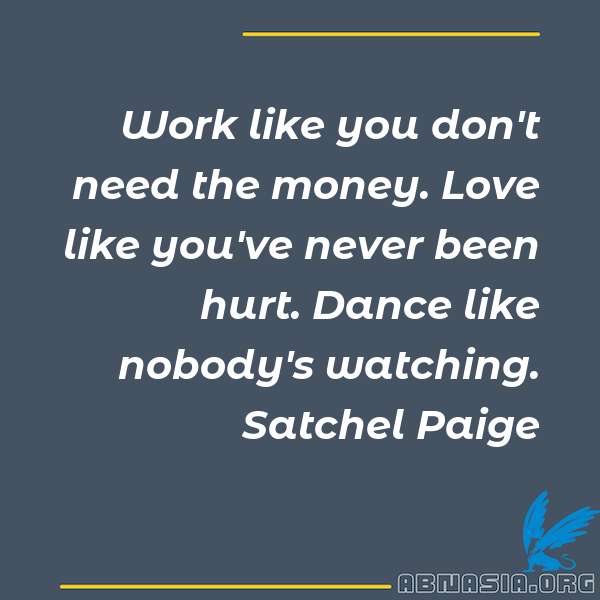 Work like you don't
need the money. Love
like you've never been
hurt. Dance like
nobody's watching.
Satchel Paige
ABNASIA.ORG